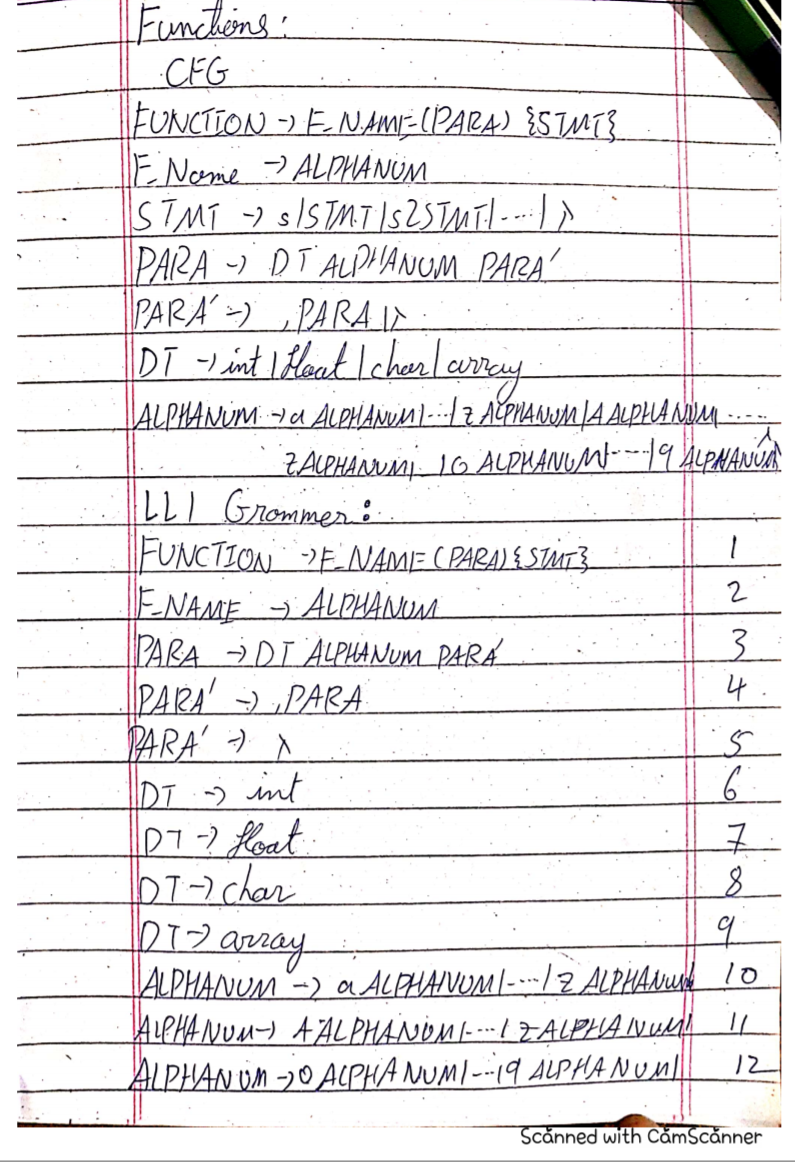 Functions:
CFG
FUNCTION → F_NAME(PARA) {STMT}
F_Name → ALPHANUM
STMT → s1STMT|s2STMT|----|λ
PARA → DT ALPHANUM PARA'
PARA' → ,PARA|λ
DT → int|float|char|array
ALPHANUM → a ALPHANUM|---|z ALPHANUM|A ALPHANUM|.....
Z ALPHANUM| 10 ALPHANUM|----|9 ALPHANUM|λ
LL1 Grommer:
FUNCTION → F_NAME(PARA){STMT} 1
F_NAME → ALPHANUM 2
PARA → DT ALPHANUM PARA' 3
PARA' → ,PARA 4
PARA' → λ 5
DT → int 6
DT → float 7
DT → char 8
DT → array 9
ALPHANUM → a ALPHANUM|----|z ALPHANUM 10
ALPHANUM → A ALPHANUM|----|Z ALPHANUM| 11
ALPHANUM → 0 ALPHANUM|---|9 ALPHANUM| 12
Scanned with CamScanner